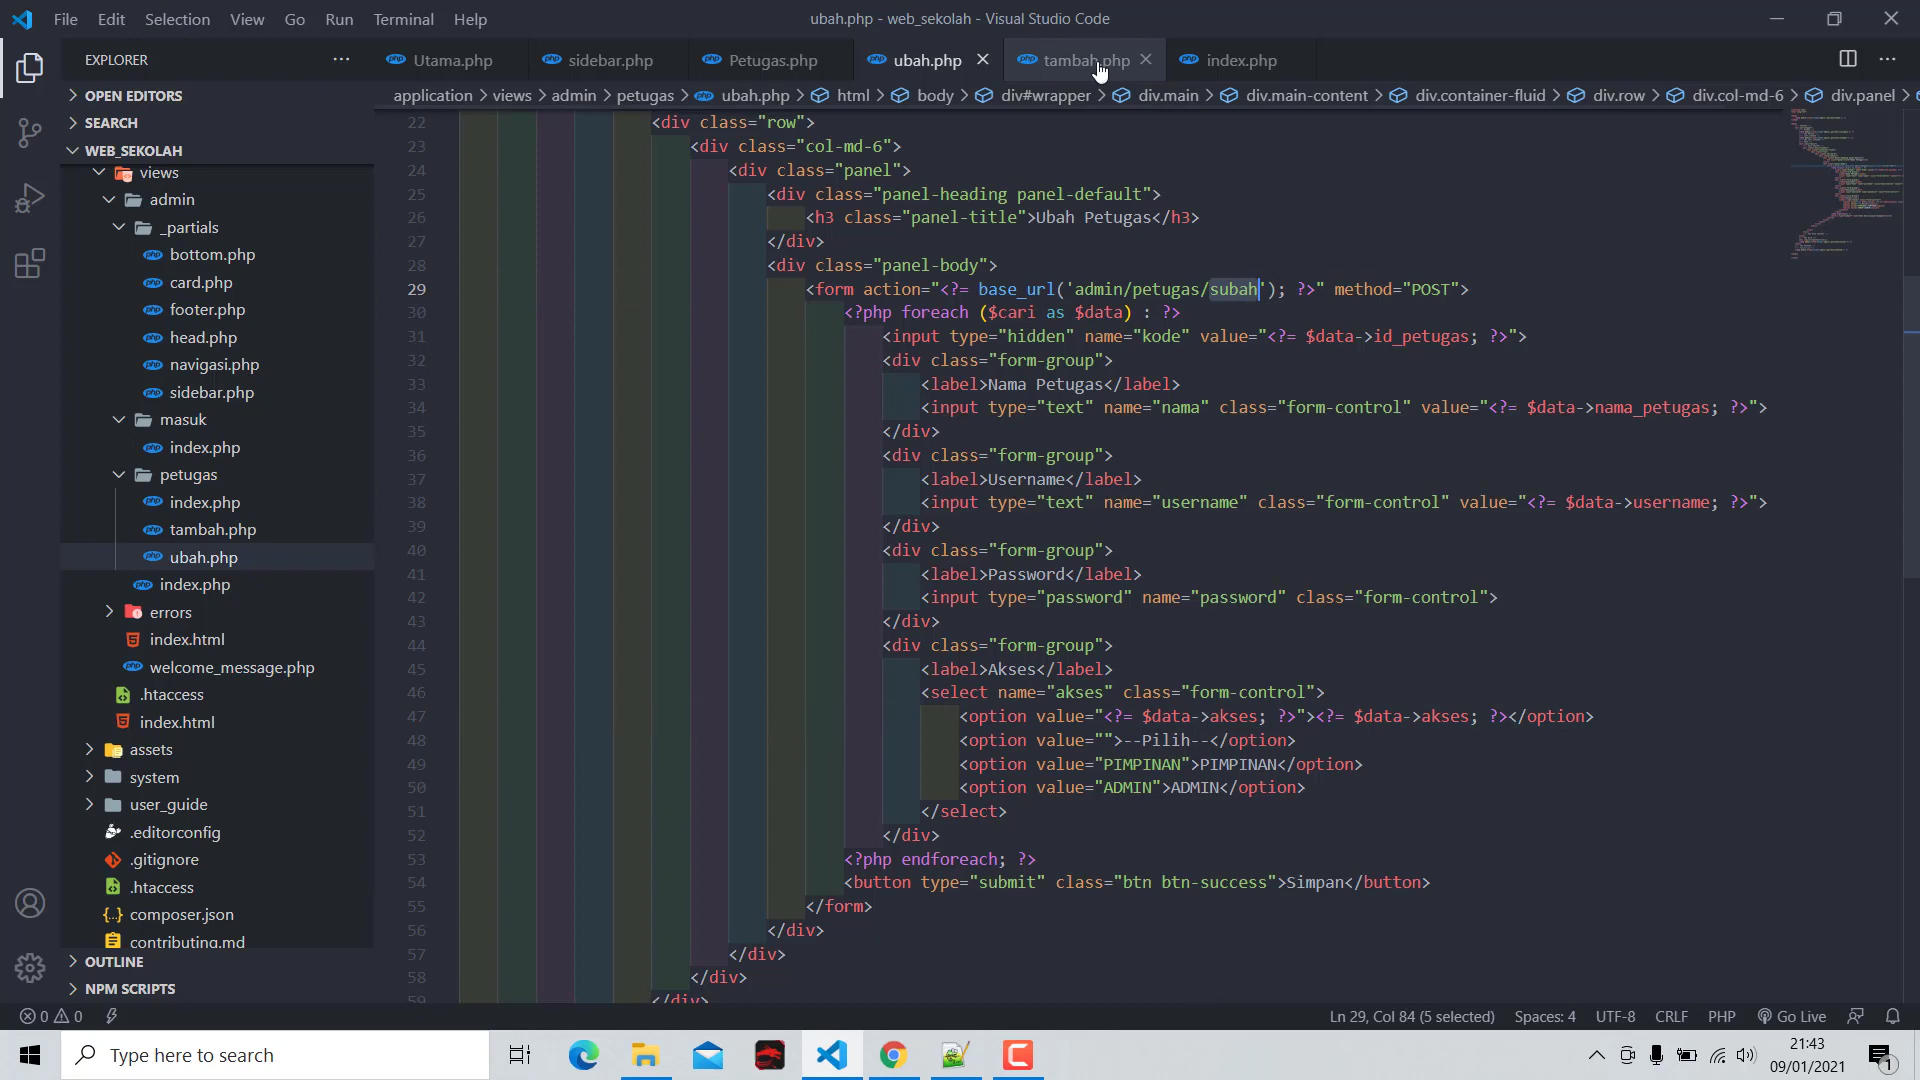 File Edit Selection View Go Run Terminal Help
ubah.php - web_sekolah - Visual Studio Code
EXPLORER
Utama.php
sidebar.php
Petugas.php
ubah.php
tambah.php
index.php
application > views > admin > petugas > ubah.php > html > body > div#wrapper > div.main > div.main-content > div.container-fluid > div.row > div.col-md-6 > div.panel >
OPEN EDITORS
SEARCH
WEB_SEKOLAH
views
admin
_partials
bottom.php
card.php
footer.php
head.php
navigasi.php
sidebar.php
masuk
index.php
petugas
index.php
tambah.php
ubah.php
index.php
errors
index.html
welcome_message.php
.htaccess
index.html
assets
system
user_guide
.editorconfig
.gitignore
.htaccess
composer.json
contributing.md
OUTLINE
NPM SCRIPTS
22 <div class="row">
23 <div class="col-md-6">
24 <div class="panel">
25 <div class="panel-heading panel-default">
26 <h3 class="panel-title">Ubah Petugas</h3>
27 </div>
28 <div class="panel-body">
29 <form action="<?= base_url('admin/petugas/subah'); ?>" method="POST">
30 <?php foreach ($cari as $data) : ?>
31 <input type="hidden" name="kode" value="<?= $data->id_petugas; ?>">
32 <div class="form-group">
33 <label>Nama Petugas</label>
34 <input type="text" name="nama" class="form-control" value="<?= $data->nama_petugas; ?>">
35 </div>
36 <div class="form-group">
37 <label>Username</label>
38 <input type="text" name="username" class="form-control" value="<?= $data->username; ?>">
39 </div>
40 <div class="form-group">
41 <label>Password</label>
42 <input type="password" name="password" class="form-control">
43 </div>
44 <div class="form-group">
45 <label>Akses</label>
46 <select name="akses" class="form-control">
47 <option value="<?= $data->akses; ?>"><?= $data->akses; ?></option>
48 <option value="">--Pilih--</option>
49 <option value="PIMPINAN">PIMPINAN</option>
50 <option value="ADMIN">ADMIN</option>
51 </select>
52 </div>
53 <?php endforeach; ?>
54 <button type="submit" class="btn btn-success">Simpan</button>
55 </form>
56 </div>
57 </div>
58 </div>
59 </div>
0 0
Ln 29, Col 84 (5 selected) Spaces: 4 UTF-8 CRLF PHP Go Live
Type here to search
21:43
09/01/2021
1